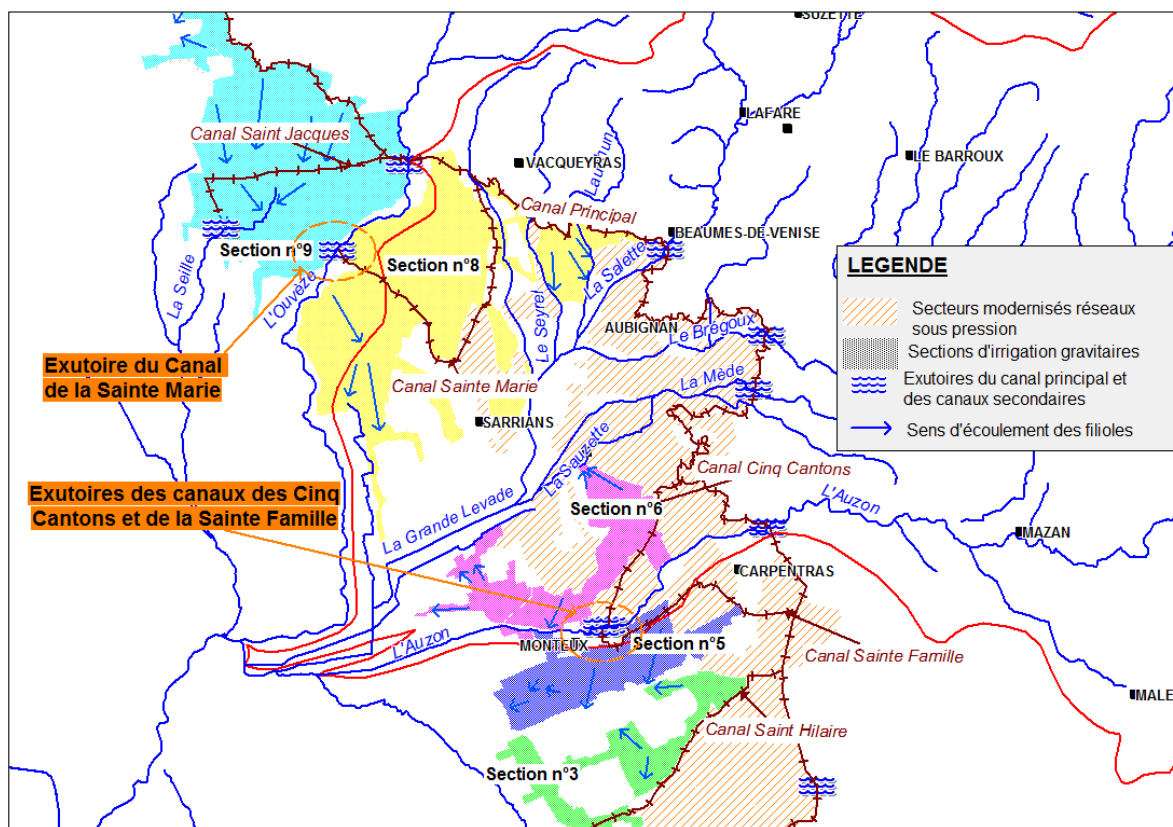 SUZETTE
LAFARE
Canal Saint Jacques
VACQUEYRAS
Lauchun
LE BARROUX
Canal Principal
BEAUMES-DE-VENISE
Section n°9
Section n°8
La Salette
La Seille
L'Ouvèze
Le Seyrel
AUBIGNAN
Le Brégoux
LEGENDE
Secteurs modernisés réseaux
sous pression
Sections d'irrigation gravitaires
Exutoires du canal principal et
des canaux secondaires
Sens d'écoulement des filioles
Exutoire du Canal
de la Sainte Marie
Canal Sainte Marie
La Mède
SARRIANS
La Sauzette
Canal Cinq Cantons
Exutoires des canaux des Cinq
Cantons et de la Sainte Famille
Section n°6
L'Auzon
La Grande Levade
MAZAN
CARPENTRAS
L'Auzon
MONTEUX
Section n°5
Canal Sainte Famille
MALE
Canal Saint Hilaire
Section n°3